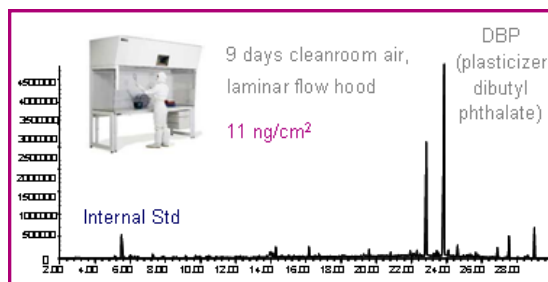 9 days cleanroom air,
laminar flow hood
11 ng/cm²
DBP
(plasticizer
dibutyl
phthalate)
Internal Std
4500000
4000000
3500000
3000000
2500000
2000000
1500000
1000000
500000
0
2.00 4.00 6.00 8.00 10.00 12.00 14.00 16.00 18.00 20.00 22.00 24.00 26.00 28.00